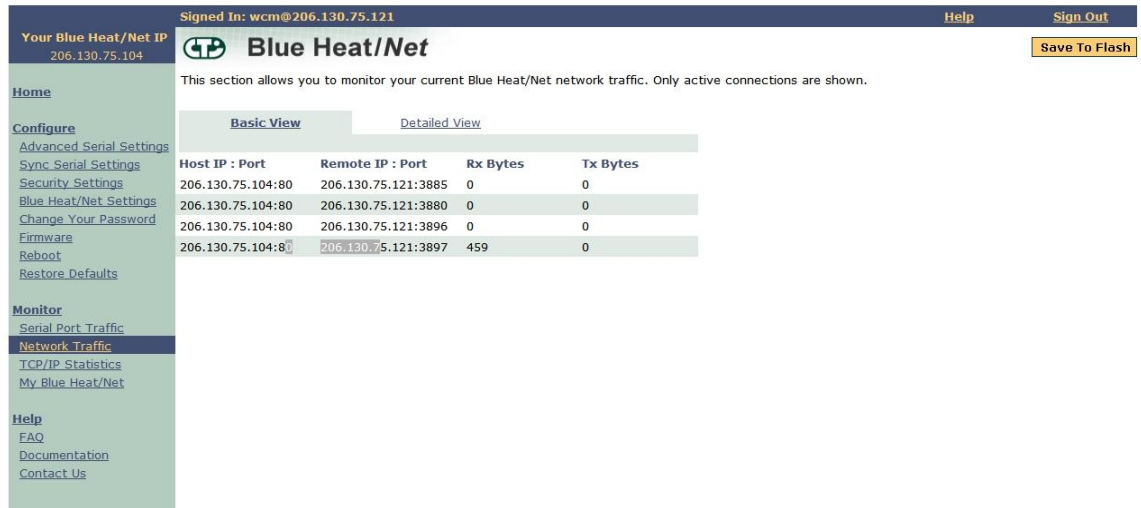 Signed In: wcm@206.130.75.121 Help Sign Out
Your Blue Heat/Net IP
206.130.75.104
CTI Blue Heat/Net
Save To Flash
This section allows you to monitor your current Blue Heat/Net network traffic. Only active connections are shown.
Home
Configure
Advanced Serial Settings
Sync Serial Settings
Security Settings
Blue Heat/Net Settings
Change Your Password
Firmware
Reboot
Restore Defaults
Monitor
Serial Port Traffic
Network Traffic
TCP/IP Statistics
My Blue Heat/Net
Help
FAQ
Documentation
Contact Us
Basic View Detailed View
Host IP : Port Remote IP : Port Rx Bytes Tx Bytes
206.130.75.104:80 206.130.75.121:3885 0 0
206.130.75.104:80 206.130.75.121:3880 0 0
206.130.75.104:80 206.130.75.121:3896 0 0
206.130.75.104:80 206.130.75.121:3897 459 0